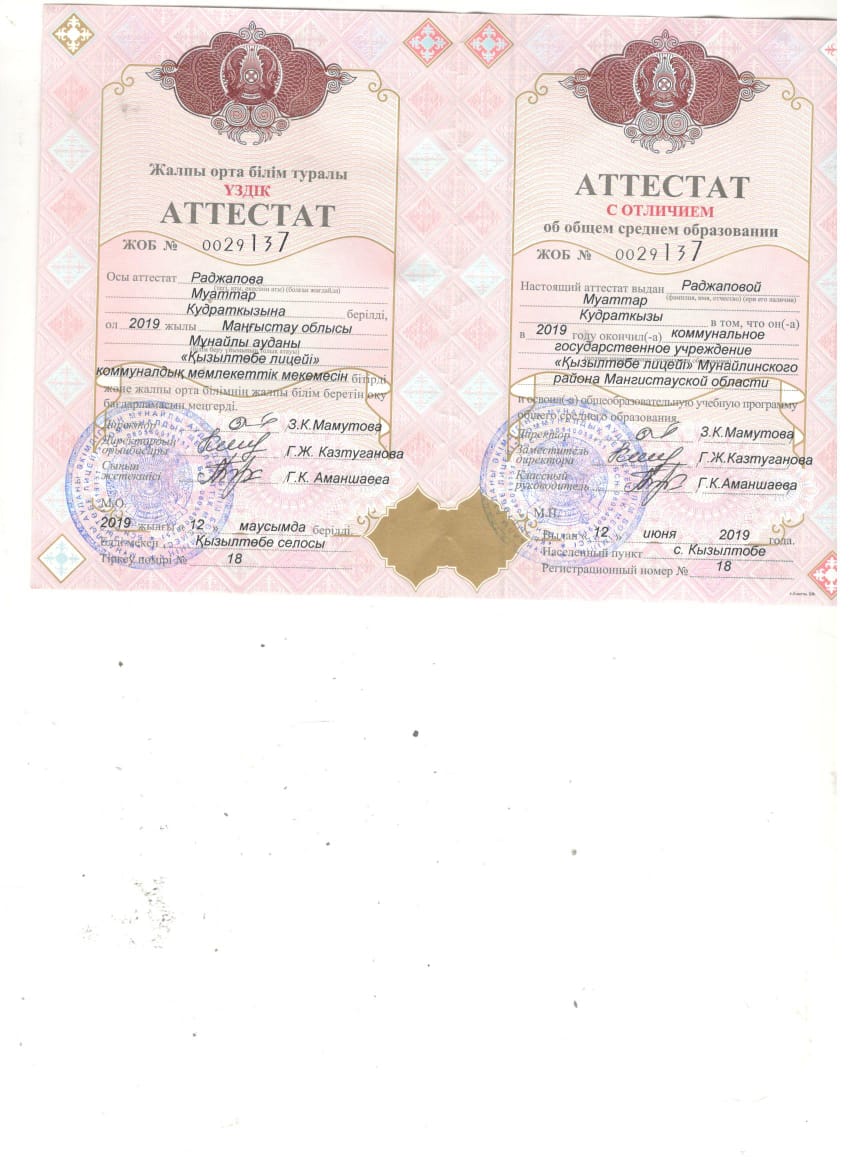 Жалпы орта білім туралы
ҮЗДІК
АТТЕСТАТ
ЖОБ № 0029137
Осы аттестат Раджапова
(тегі, аты, әкесінің аты) (болған жағдайда)
Муаттар
Кудраткызына берілді,
ол 2019 жылы Маңғыстау облысы
Мұнайлы ауданы
«Қызылтөбе лицейі»
коммуналдық мемлекеттік мекемесін бітірді
және жалпы орта білімнің жалпы білім беретін оқу
бағдарламасын меңгерді.
Директор З.К.Мамутова
Директордың
орынбасары Г.Ж. Казтуганова
Сынып
жетекшісі Г.К. Аманшаева
М.О.
2019 жылғы « 12 » маусымда берілді.
Елді мекен Қызылтөбе селосы
Тіркеу нөмірі № 18
АТТЕСТАТ
С ОТЛИЧИЕМ
об общем среднем образовании
ЖОБ № 0029137
Настоящий аттестат выдан Раджаповой
(фамилия, имя, отчество) (при его наличии)
Муаттар
Кудраткызы в том, что он(-а)
в 2019 году окончил(-а) коммунальное
государственное учреждение
«Қызылтөбе лицейі» Мунайлинского
района Мангистауской области
и освоил(-а) общеобразовательную учебную программу
общего среднего образования.
Директор З.К.Мамутова
Заместитель
директора Г.Ж.Казтуганова
Классный
руководитель Г.К.Аманшаева
М.П.
Выдан « 12 » июня 2019 года.
Населенный пункт с. Кызылтобе
Регистрационный номер № 18